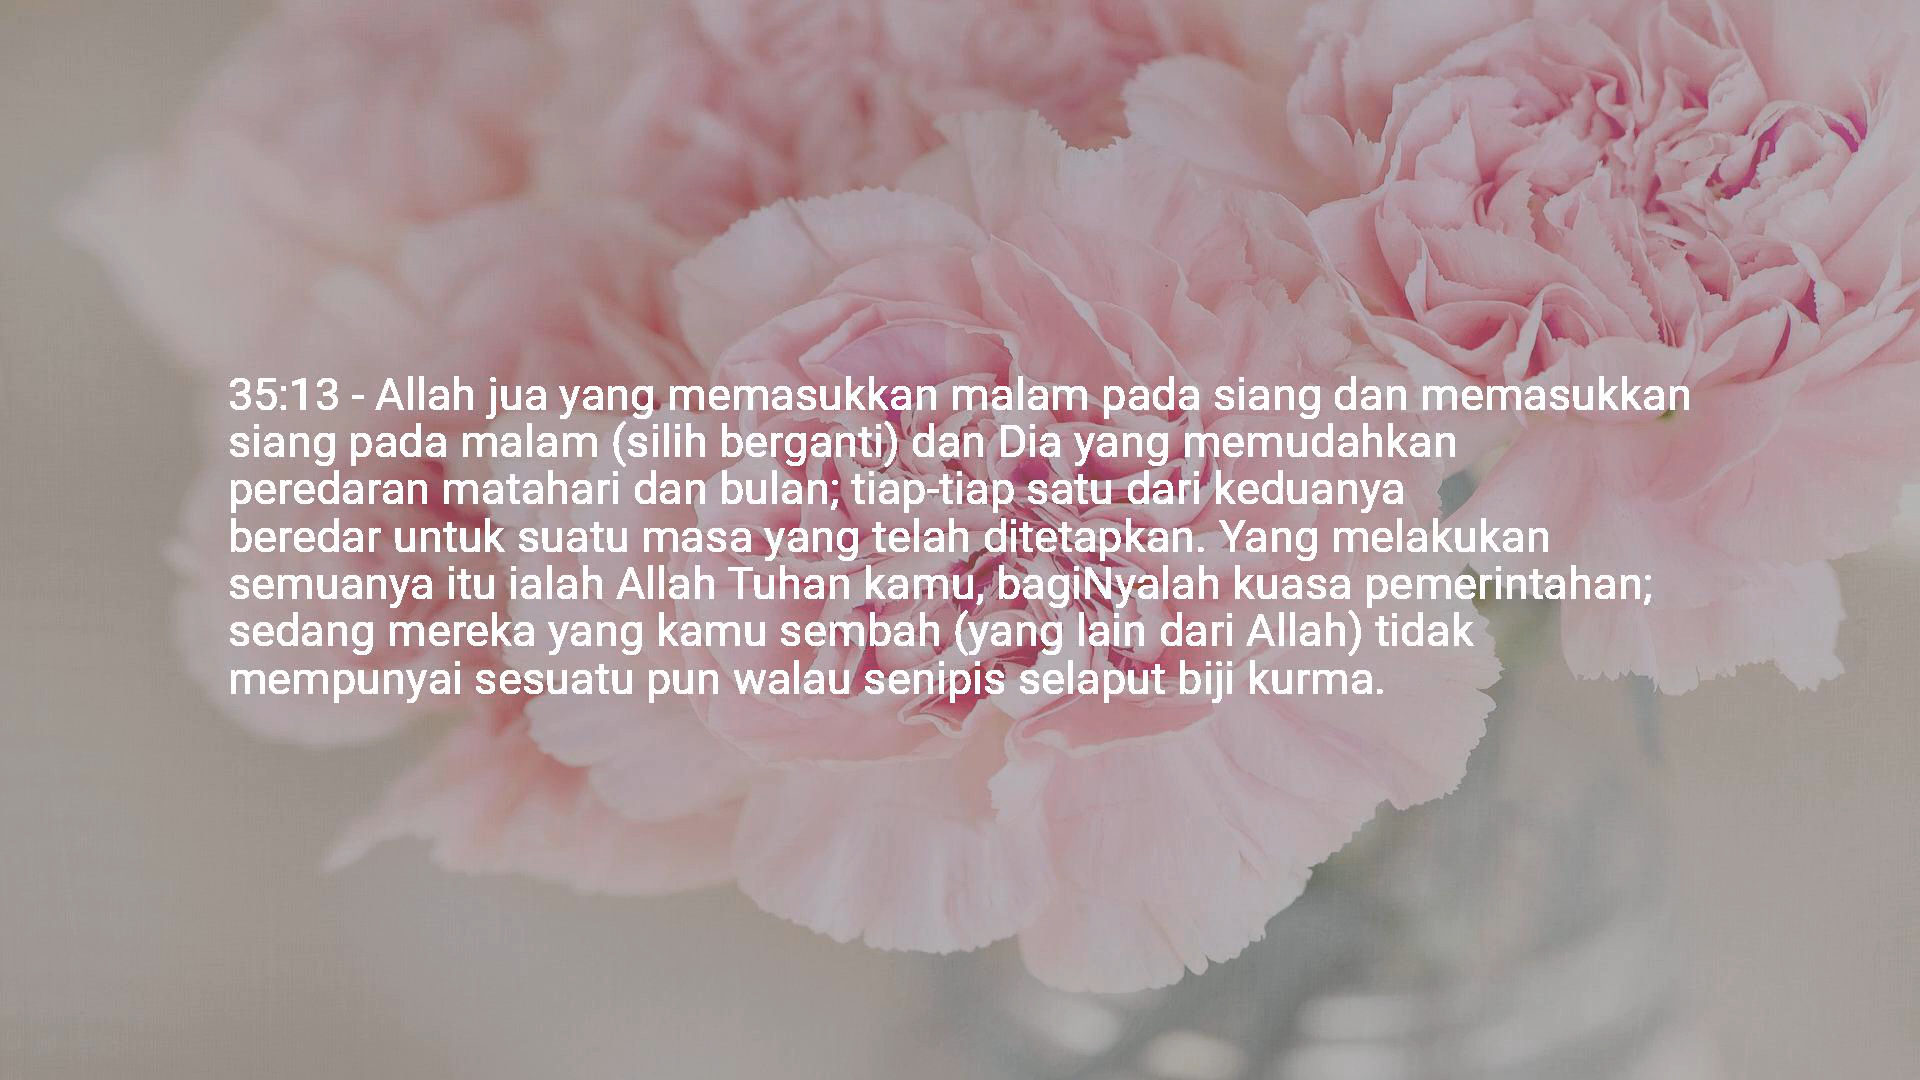 35:13 - Allah jua yang memasukkan malam pada siang dan memasukkan
siang pada malam (silih berganti) dan Dia yang memudahkan
peredaran matahari dan bulan; tiap-tiap satu dari keduanya
beredar untuk suatu masa yang telah ditetapkan. Yang melakukan
semuanya itu ialah Allah Tuhan kamu, bagiNyalah kuasa pemerintahan;
sedang mereka yang kamu sembah (yang lain dari Allah) tidak
mempunyai sesuatu pun walau senipis selaput biji kurma.